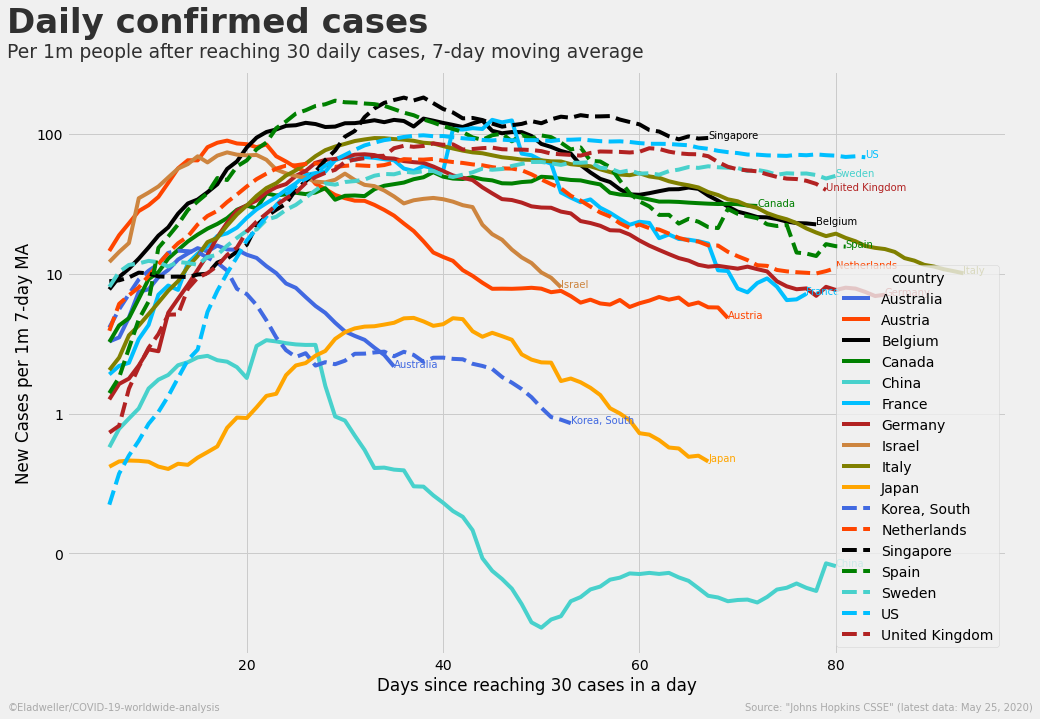 Daily confirmed cases
Per 1m people after reaching 30 daily cases, 7-day moving average
New Cases per 1m 7-day MA
100
10
1
0
20
40
60
80
Days since reaching 30 cases in a day
Singapore
US
Sweden
United Kingdom
Canada
Belgium
Spain
Netherlands
Italy
Israel
France
Germany
Austria
Australia
Korea, South
Japan
country
Australia
Austria
Belgium
Canada
China
France
Germany
Israel
Italy
Japan
Korea, South
Netherlands
Singapore
Spain
Sweden
US
United Kingdom
©Eladweller/COVID-19-worldwide-analysis
Source: "Johns Hopkins CSSE" (latest data: May 25, 2020)